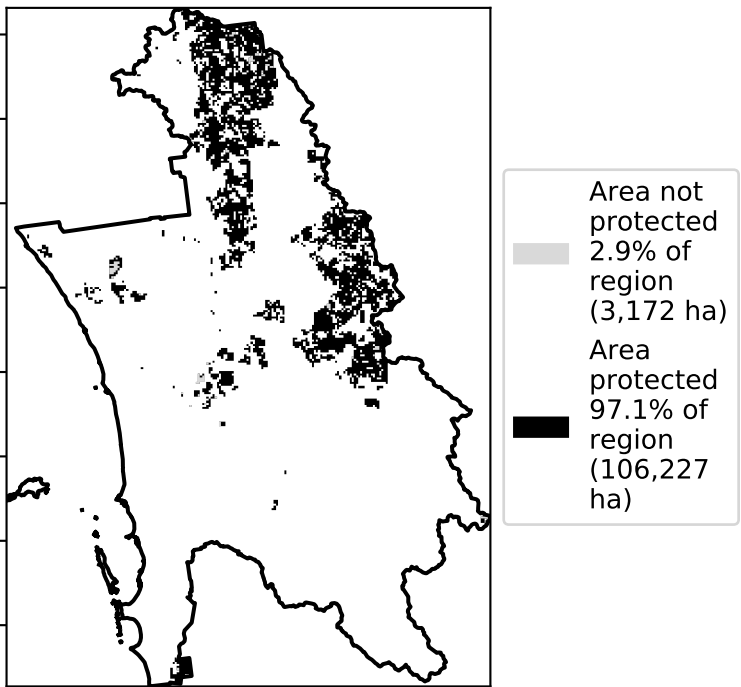 Area not
protected
2.9% of
region
(3,172 ha)
Area
protected
97.1% of
region
(106,227
ha)